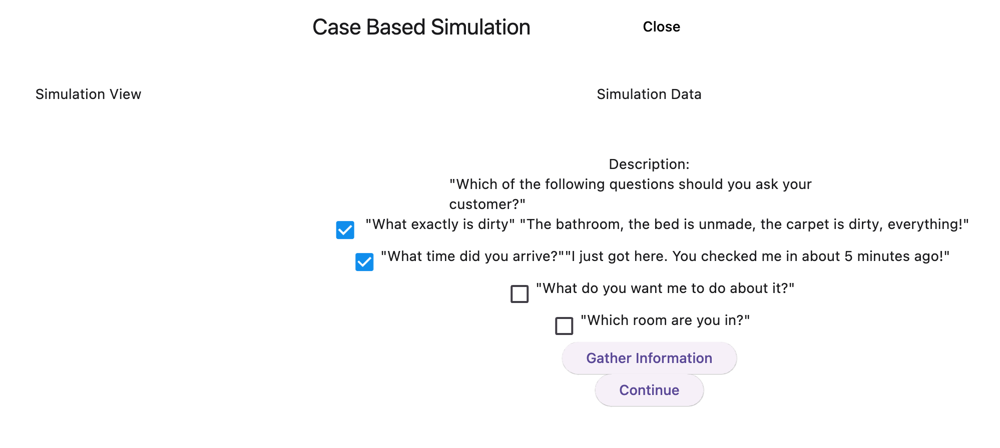 Case Based Simulation
Close
Simulation View
Simulation Data
Description:
"Which of the following questions should you ask your
customer?"
"What exactly is dirty" "The bathroom, the bed is unmade, the carpet is dirty, everything!"
"What time did you arrive?""I just got here. You checked me in about 5 minutes ago!"
"What do you want me to do about it?"
"Which room are you in?"
Gather Information
Continue